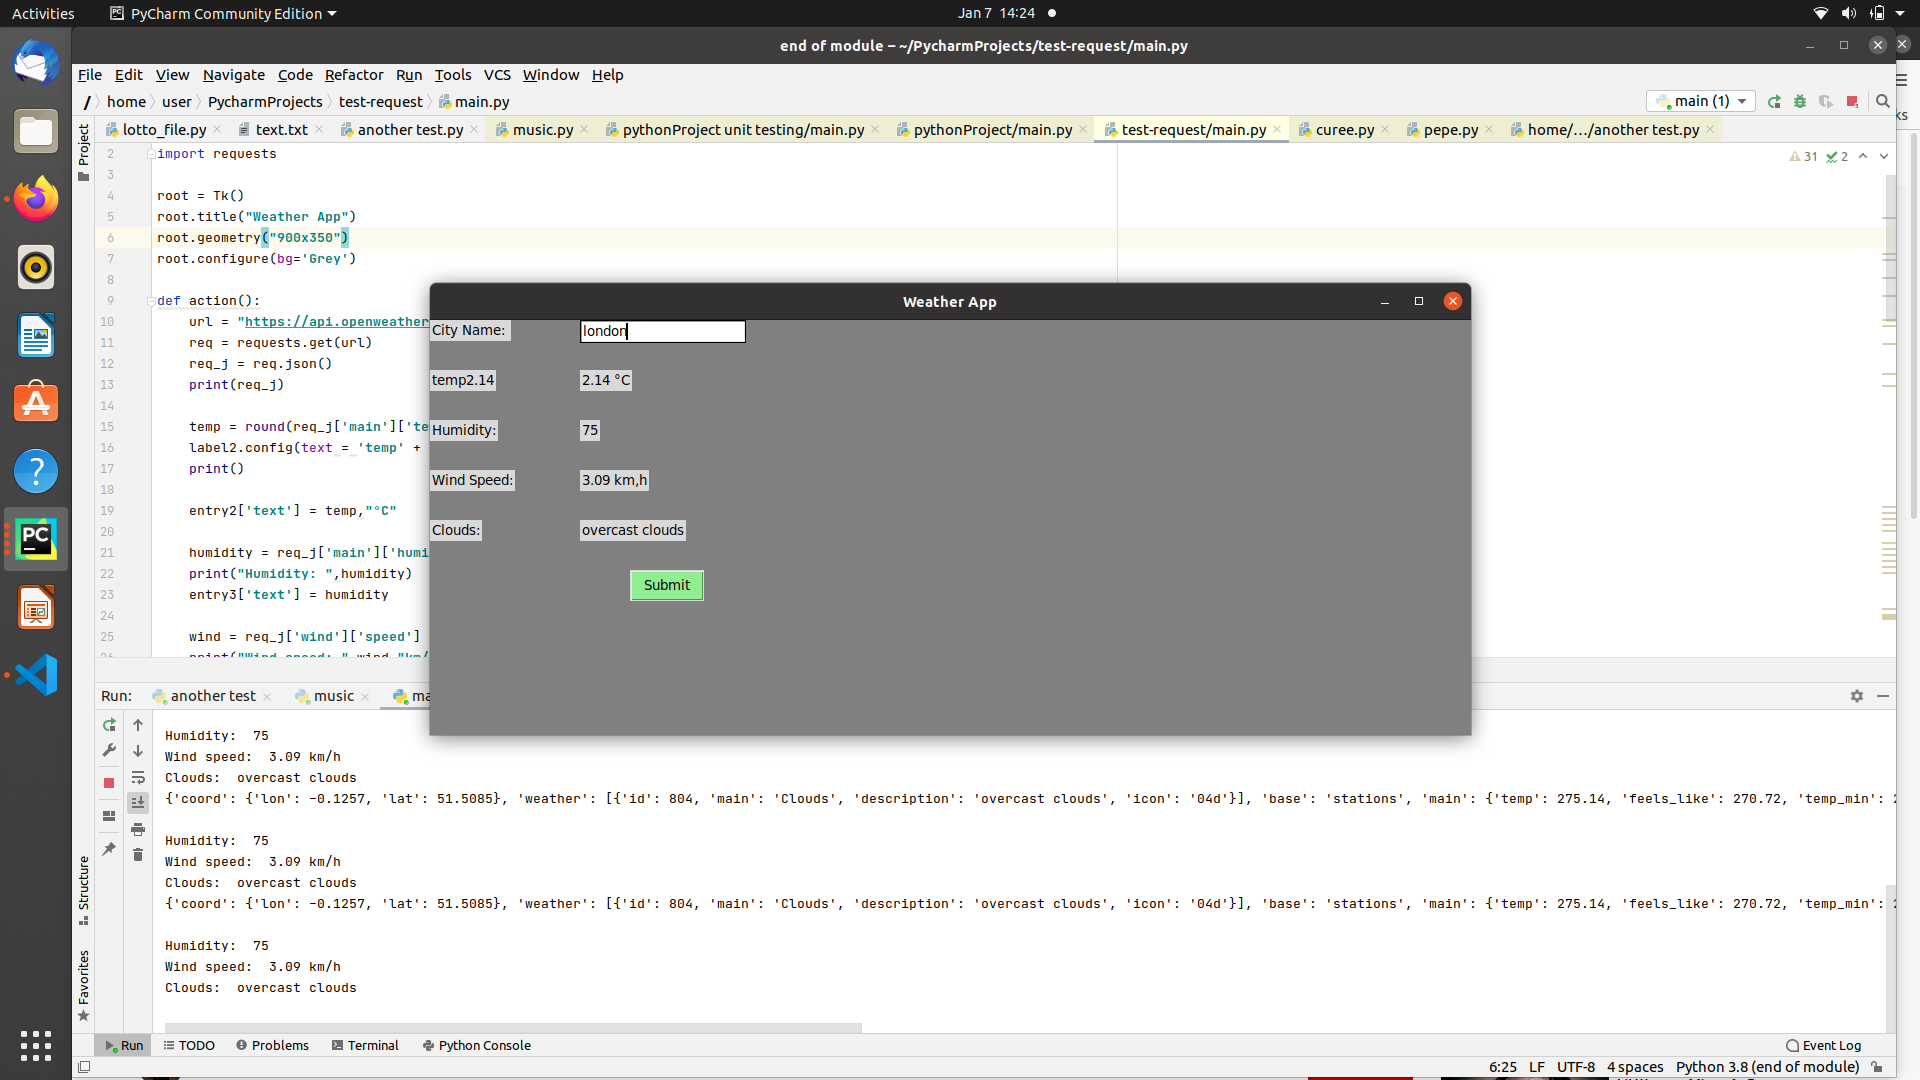 Activities
PyCharm Community Edition
Jan 7 14:24
end of module – ~/PycharmProjects/test-request/main.py
File Edit View Navigate Code Refactor Run Tools VCS Window Help
/ home user PycharmProjects test-request main.py
main (1)
lotto_file.py text.txt another test.py music.py pythonProject unit testing/main.py pythonProject/main.py test-request/main.py curee.py pepe.py home/.../another test.py
ks
Project
31 2
2 import requests
3
4 root = Tk()
5 root.title("Weather App")
6 root.geometry("900x350")
7 root.configure(bg='Grey')
8
9 def action():
10 url = "https://api.openweather
11 req = requests.get(url)
12 req_j = req.json()
13 print(req_j)
14
15 temp = round(req_j['main']['te
16 label2.config(text = 'temp' +
17 print()
18
19 entry2['text'] = temp,"°C"
20
21 humidity = req_j['main']['humi
22 print("Humidity: ",humidity)
23 entry3['text'] = humidity
24
25 wind = req_j['wind']['speed']
26 print("Wind speed: ",wind,"km/
Weather App
City Name: london
temp2.14 2.14 °C
Humidity: 75
Wind Speed: 3.09 km,h
Clouds: overcast clouds
Submit
Run: another test music ma
Humidity:  75
Wind speed:  3.09 km/h
Clouds:  overcast clouds
{'coord': {'lon': -0.1257, 'lat': 51.5085}, 'weather': [{'id': 804, 'main': 'Clouds', 'description': 'overcast clouds', 'icon': '04d'}], 'base': 'stations', 'main': {'temp': 275.14, 'feels_like': 270.72, 'temp_min': 2
Humidity:  75
Wind speed:  3.09 km/h
Clouds:  overcast clouds
{'coord': {'lon': -0.1257, 'lat': 51.5085}, 'weather': [{'id': 804, 'main': 'Clouds', 'description': 'overcast clouds', 'icon': '04d'}], 'base': 'stations', 'main': {'temp': 275.14, 'feels_like': 270.72, 'temp_min': 2
Humidity:  75
Wind speed:  3.09 km/h
Clouds:  overcast clouds
Structure
Favorites
Run TODO Problems Terminal Python Console
Event Log
6:25 LF UTF-8 4 spaces Python 3.8 (end of module)